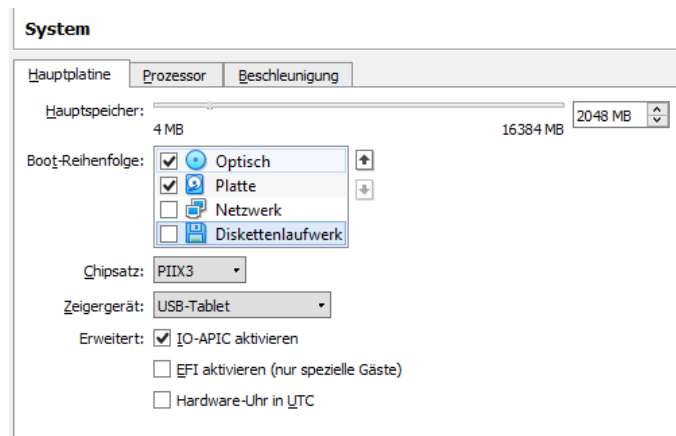 System
Hauptplatine Prozessor Beschleunigung
Hauptspeicher: 2048 MB
4 MB 16384 MB
Boot-Reihenfolge: Optisch
Platte
Netzwerk
Diskettenlaufwerk
Chipsatz: PIIX3
Zeigergerät: USB-Tablet
Erweitert: IO-APIC aktivieren
EFI aktivieren (nur spezielle Gäste)
Hardware-Uhr in UTC